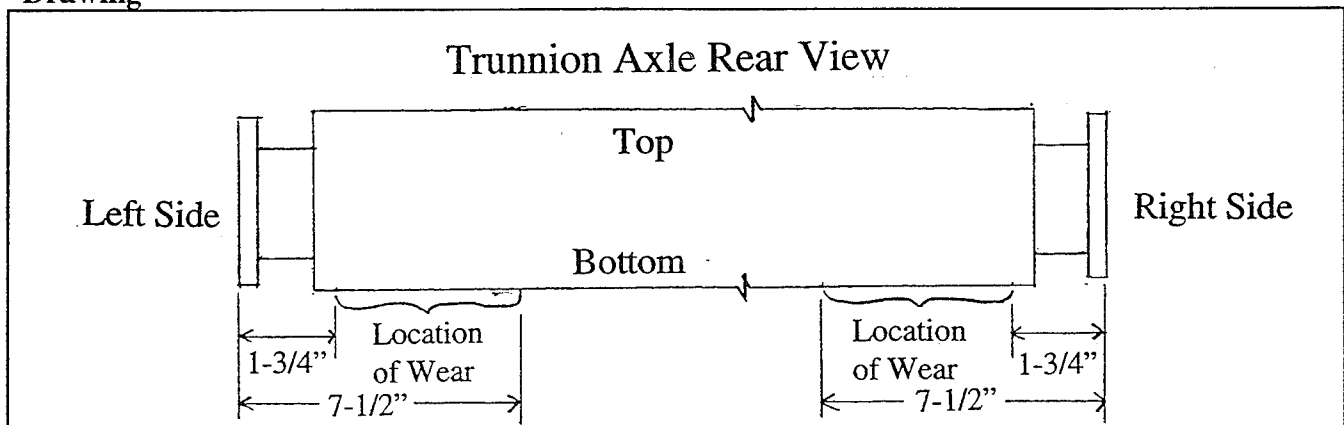 Drawing
Trunnion Axle Rear View
Top
Left Side
Right Side
Bottom
Location
of Wear
1-3/4”
7-1/2”
Location
of Wear
1-3/4”
7-1/2”